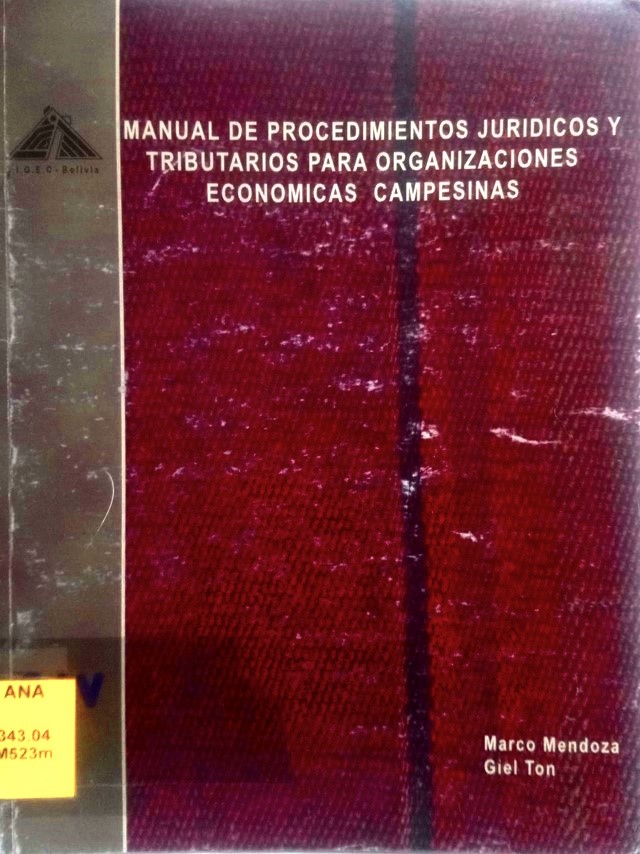 MANUAL DE PROCEDIMIENTOS JURIDICOS Y
TRIBUTARIOS PARA ORGANIZACIONES
ECONOMICAS CAMPESINAS
Bolivia
Marco Mendoza
Giel Ton
ANA
343.04
M523m